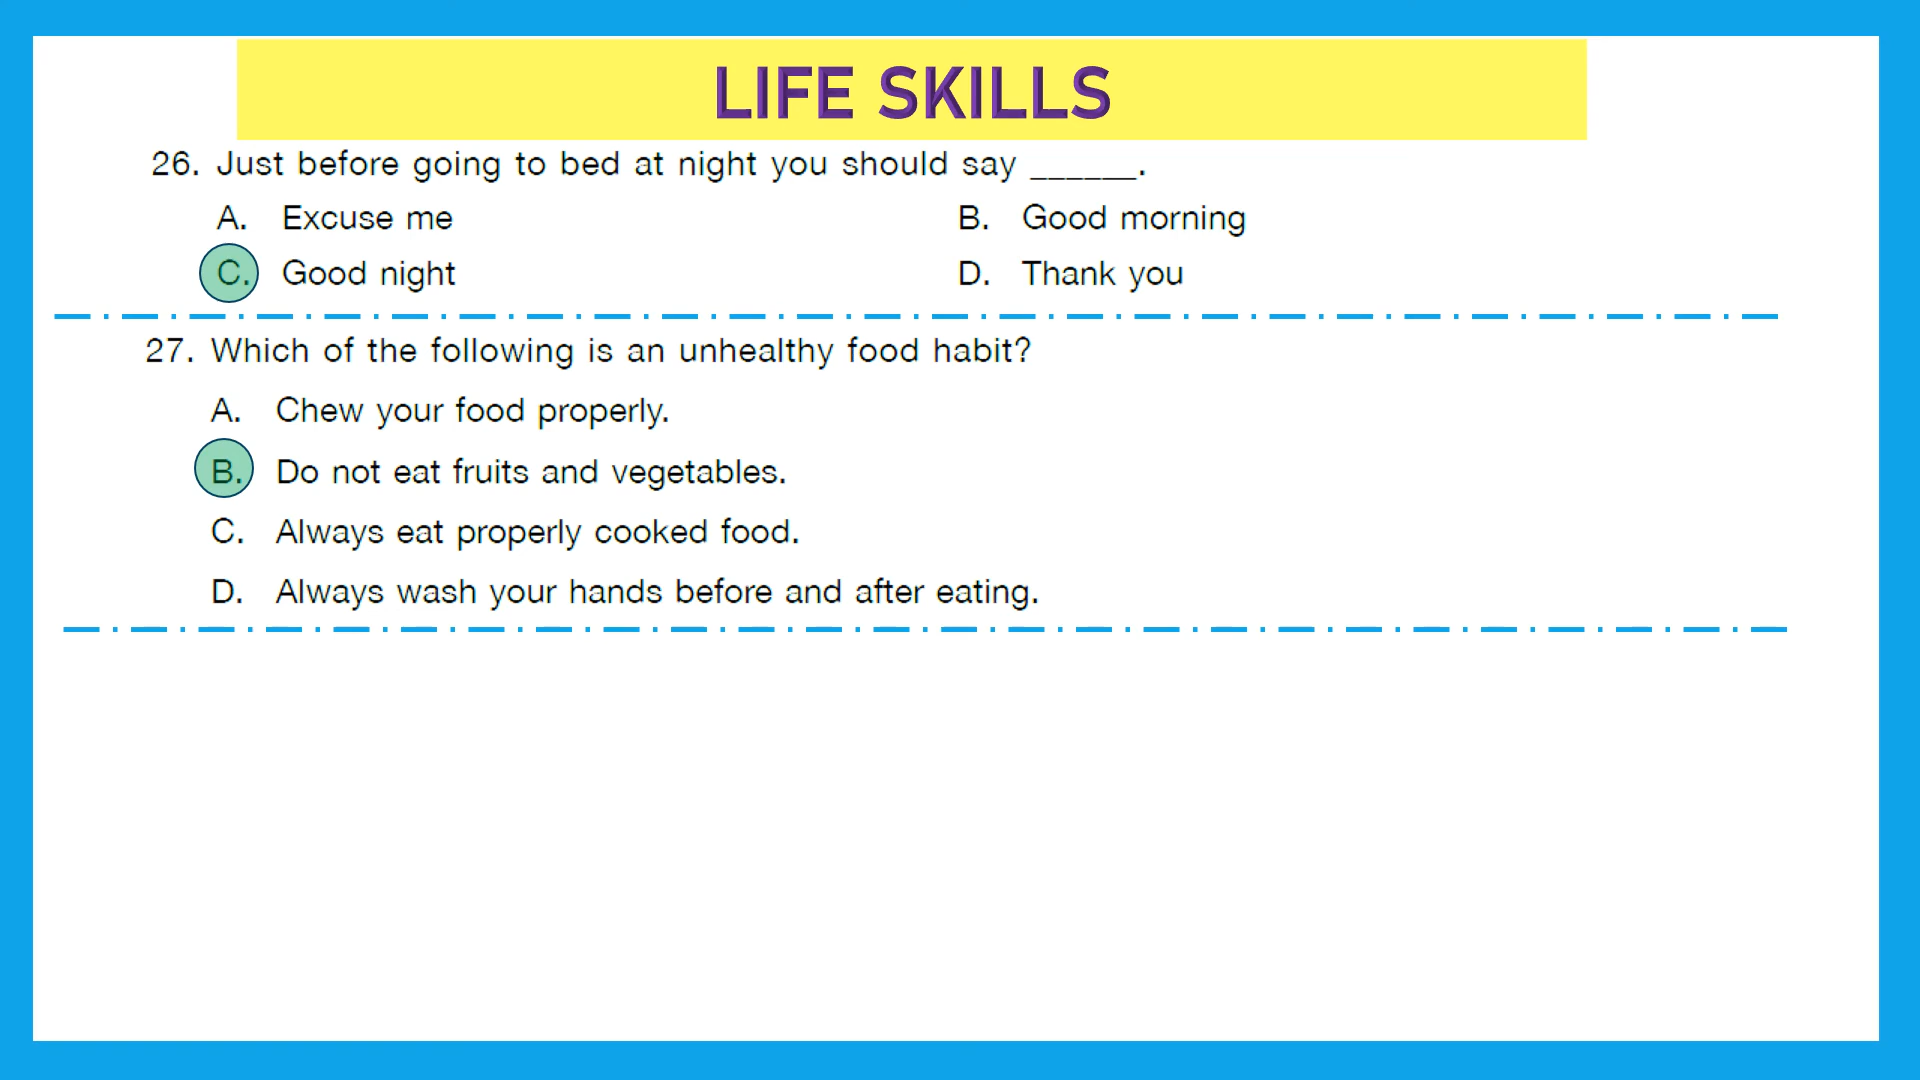 LIFE SKILLS
26. Just before going to bed at night you should say ______.
A. Excuse me B. Good morning
C. Good night D. Thank you
27. Which of the following is an unhealthy food habit?
A. Chew your food properly.
B. Do not eat fruits and vegetables.
C. Always eat properly cooked food.
D. Always wash your hands before and after eating.